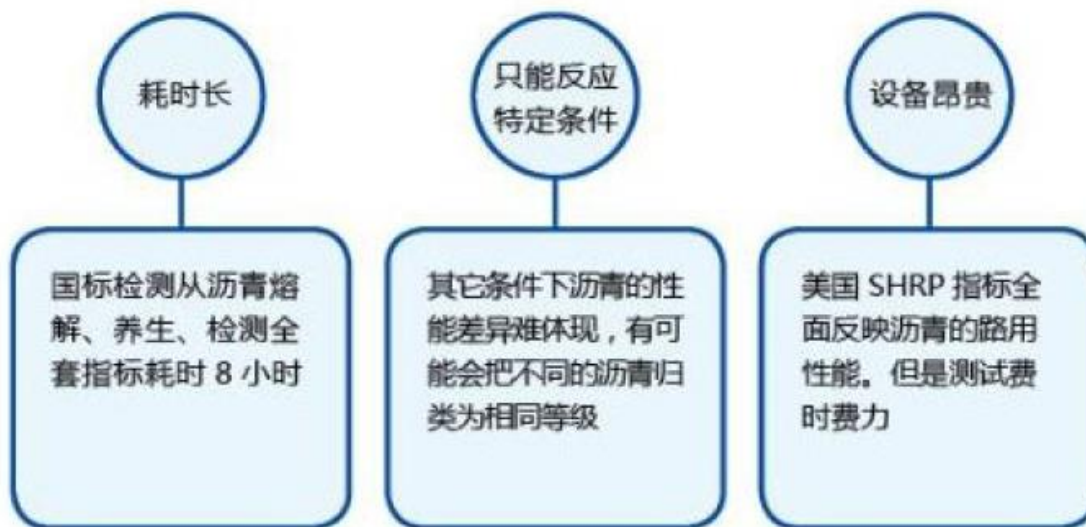 耗时长
国标检测从沥青熔
解、养生、检测全
套指标耗时 8 小时
只能反应
特定条件
其它条件下沥青的性
能差异难体现，有可
能会把不同的沥青归
类为相同等级
设备昂贵
美国 SHRP 指标全
面反映沥青的路用
性能。但是测试费
时费力